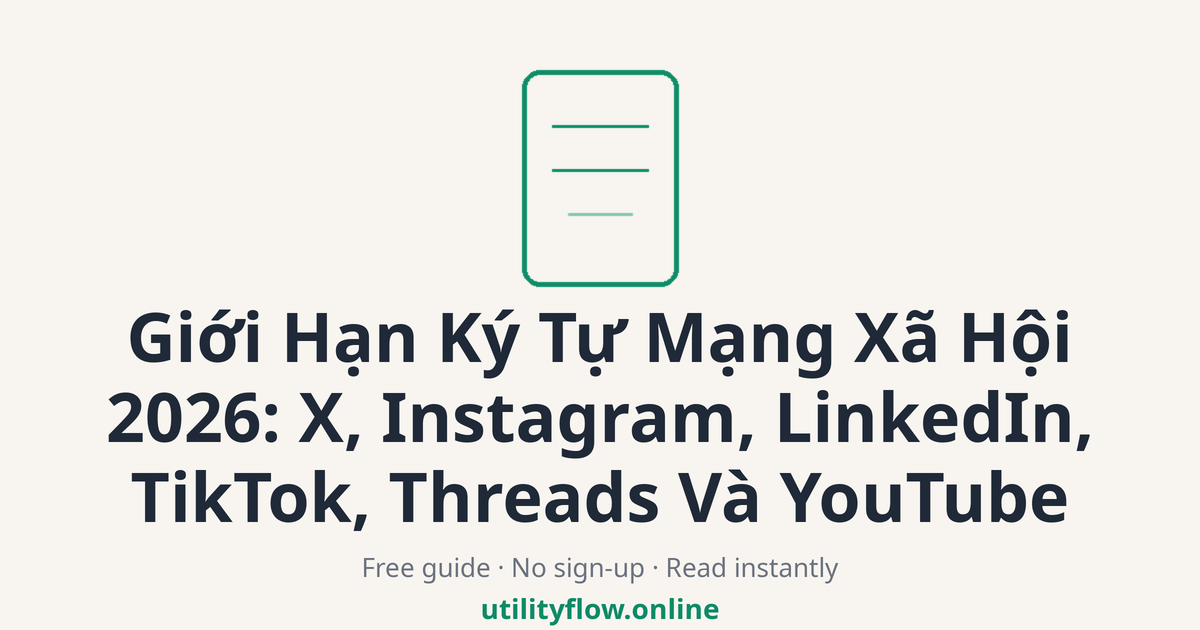 Giới Hạn Ký Tự Mạng Xã Hội
2026: X, Instagram, LinkedIn,
TikTok, Threads Và YouTube
Free guide · No sign-up · Read instantly
utilityflow.online